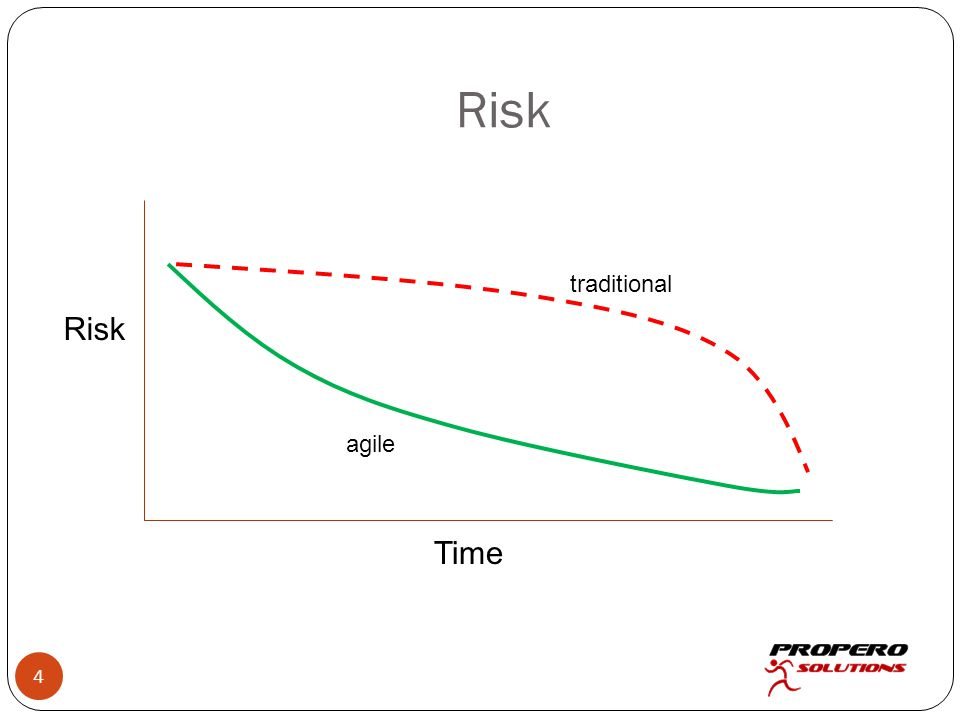 Risk
traditional
Risk
agile
Time
PROPERO
SOLUTIONS
4